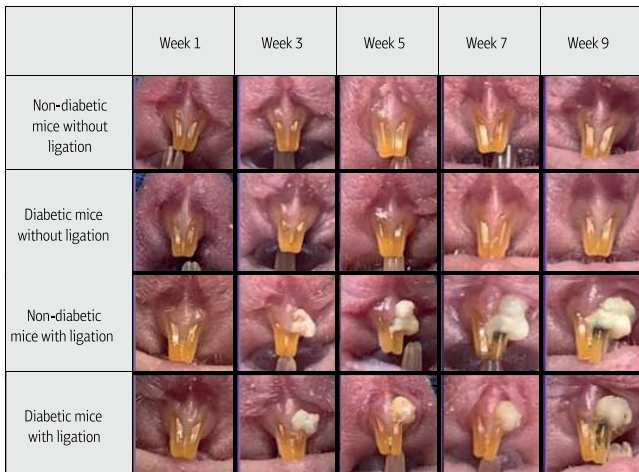 Week 1
Week 3
Week 5
Week 7
Week 9
Non-diabetic
mice without
ligation
Diabetic mice
without ligation
Non-diabetic
mice with ligation
Diabetic mice
with ligation